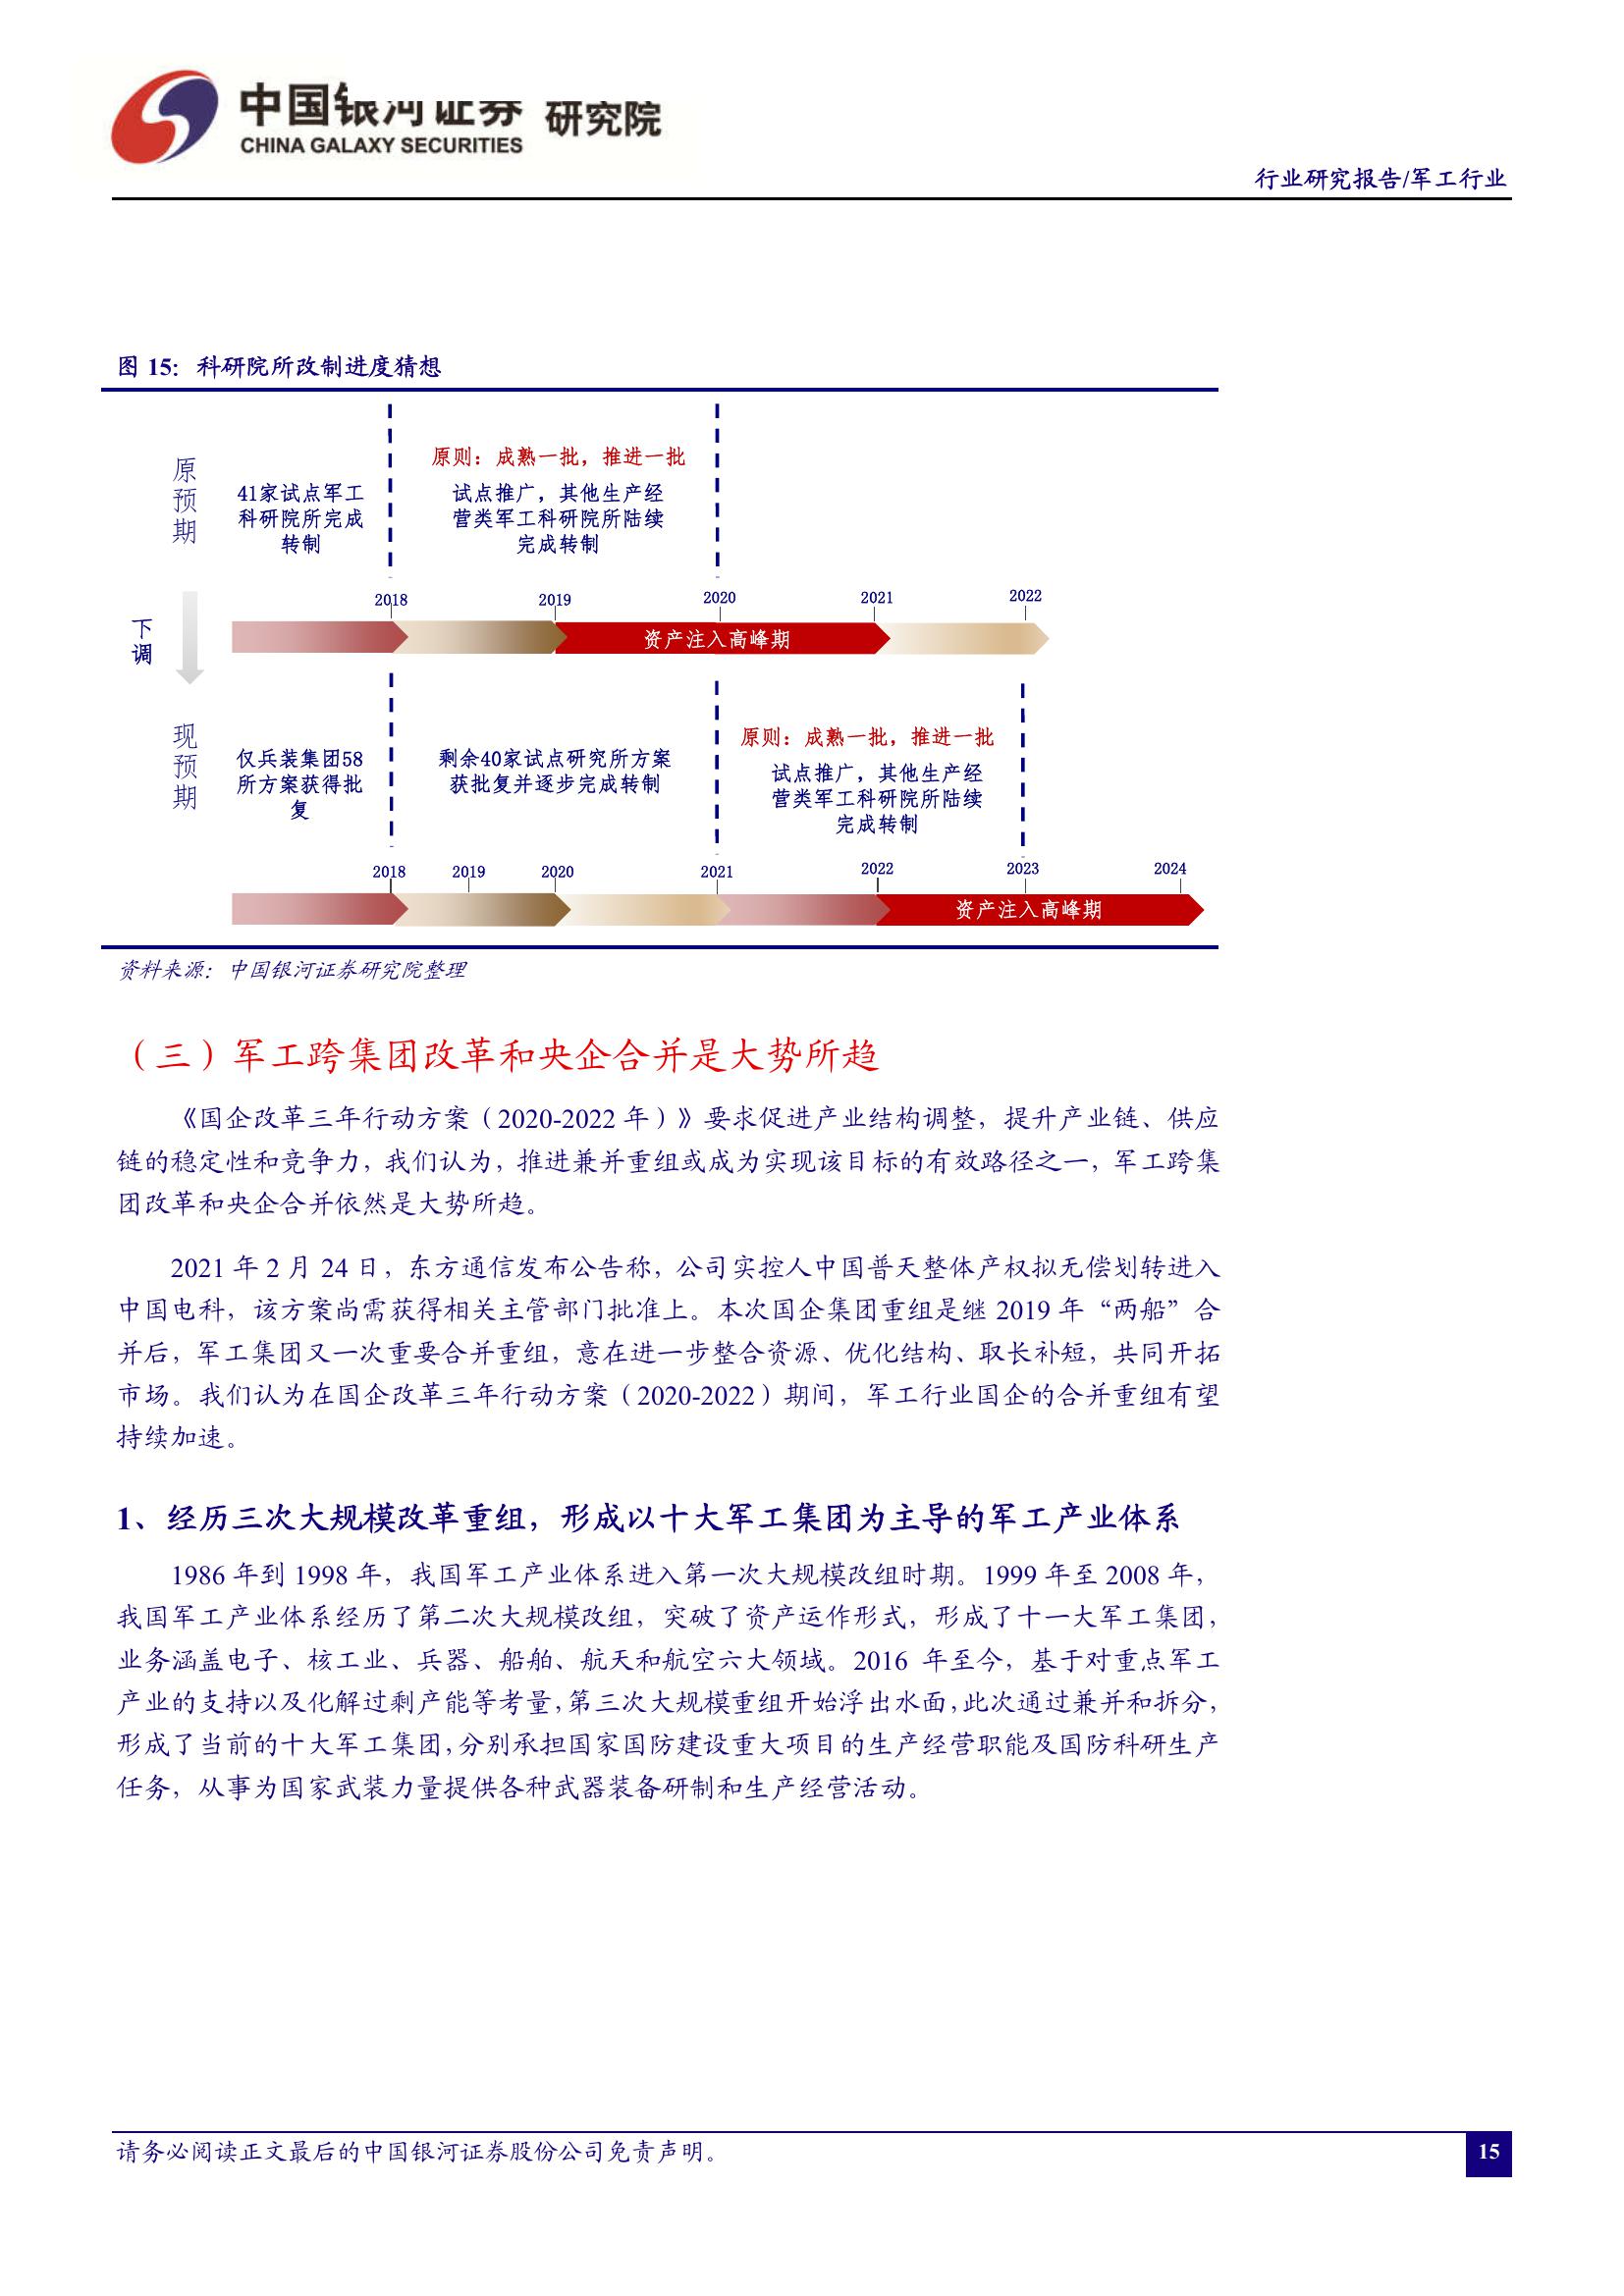 中国银河证券 研究院
CHINA GALAXY SECURITIES
行业研究报告/军工行业
图 15：科研院所改制进度猜想
原预期
41家试点军工
科研院所完成
转制
原则：成熟一批，推进一批
试点推广，其他生产经
营类军工科研院所陆续
完成转制
2018 2019 2020 2021 2022
资产注入高峰期
下调
现预期
仅兵装集团58
所方案获得批
复
剩余40家试点研究所方案
获批复并逐步完成转制
原则：成熟一批，推进一批
试点推广，其他生产经
营类军工科研院所陆续
完成转制
2018 2019 2020 2021 2022 2023 2024
资产注入高峰期
资料来源：中国银河证券研究院整理
（三）军工跨集团改革和央企合并是大势所趋
《国企改革三年行动方案（2020-2022 年）》要求促进产业结构调整，提升产业链、供应
链的稳定性和竞争力，我们认为，推进兼并重组或成为实现该目标的有效路径之一，军工跨集
团改革和央企合并依然是大势所趋。
2021 年 2 月 24 日，东方通信发布公告称，公司实控人中国普天整体产权拟无偿划转进入
中国电科，该方案尚需获得相关主管部门批准上。本次国企集团重组是继 2019 年“两船”合
并后，军工集团又一次重要合并重组，意在进一步整合资源、优化结构、取长补短，共同开拓
市场。我们认为在国企改革三年行动方案（2020-2022）期间，军工行业国企的合并重组有望
持续加速。
1、经历三次大规模改革重组，形成以十大军工集团为主导的军工产业体系
1986 年到 1998 年，我国军工产业体系进入第一次大规模改组时期。1999 年至 2008 年，
我国军工产业体系经历了第二次大规模改组，突破了资产运作形式，形成了十一大军工集团，
业务涵盖电子、核工业、兵器、船舶、航天和航空六大领域。2016 年至今，基于对重点军工
产业的支持以及化解过剩产能等考量，第三次大规模重组开始浮出水面，此次通过兼并和拆分，
形成了当前的十大军工集团，分别承担国家国防建设重大项目的生产经营职能及国防科研生产
任务，从事为国家武装力量提供各种武器装备研制和生产经营活动。
请务必阅读正文最后的中国银河证券股份公司免责声明。
15